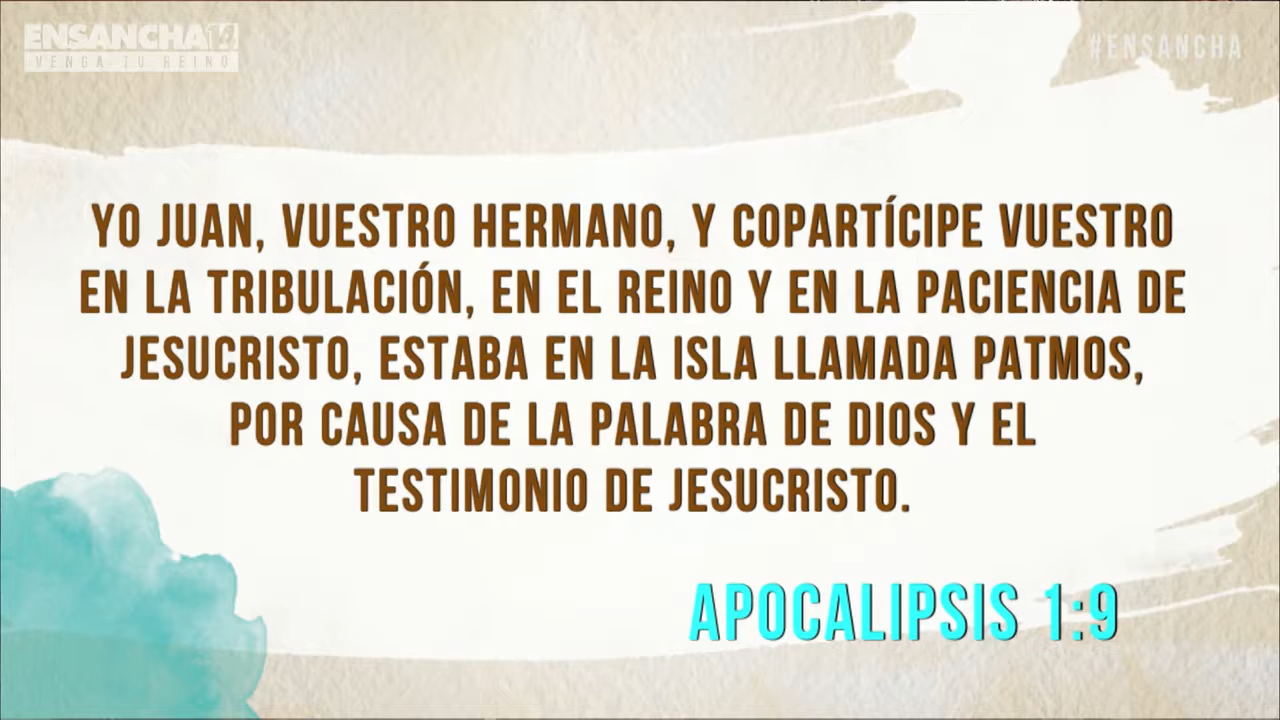 ENSANCHA14
VENGA TU REINO
#ENSANCHA
YO JUAN, VUESTRO HERMANO, Y COPARTÍCIPE VUESTRO
EN LA TRIBULACIÓN, EN EL REINO Y EN LA PACIENCIA DE
JESUCRISTO, ESTABA EN LA ISLA LLAMADA PATMOS,
POR CAUSA DE LA PALABRA DE DIOS Y EL
TESTIMONIO DE JESUCRISTO.
APOCALIPSIS 1:9